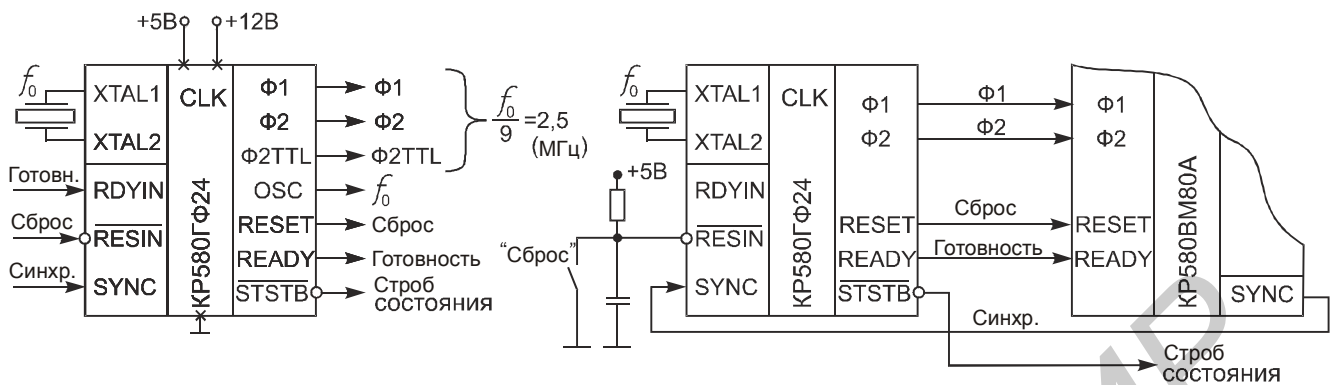 +5В +12В
f₀
XTAL1
XTAL2
Готовн.
RDYIN
Сброс
RESIN
Синхр.
SYNC
CLK
КР580ГФ24
Ф1
Ф2
Ф2TTL
OSC
RESET
READY
STSTB
Ф1
Ф2
Ф2TTL
f₀
Сброс
Готовность
Строб
состояния
f₀/9 =2,5
(МГц)
f₀
+5В
“Сброс”
XTAL1
XTAL2
RDYIN
RESIN
SYNC
CLK
КР580ГФ24
Ф1
Ф2
RESET
READY
STSTB
Ф1
Ф2
Сброс
Готовность
Синхр.
Строб
состояния
Ф1
Ф2
RESET
READY
КР580ВМ80А
SYNC